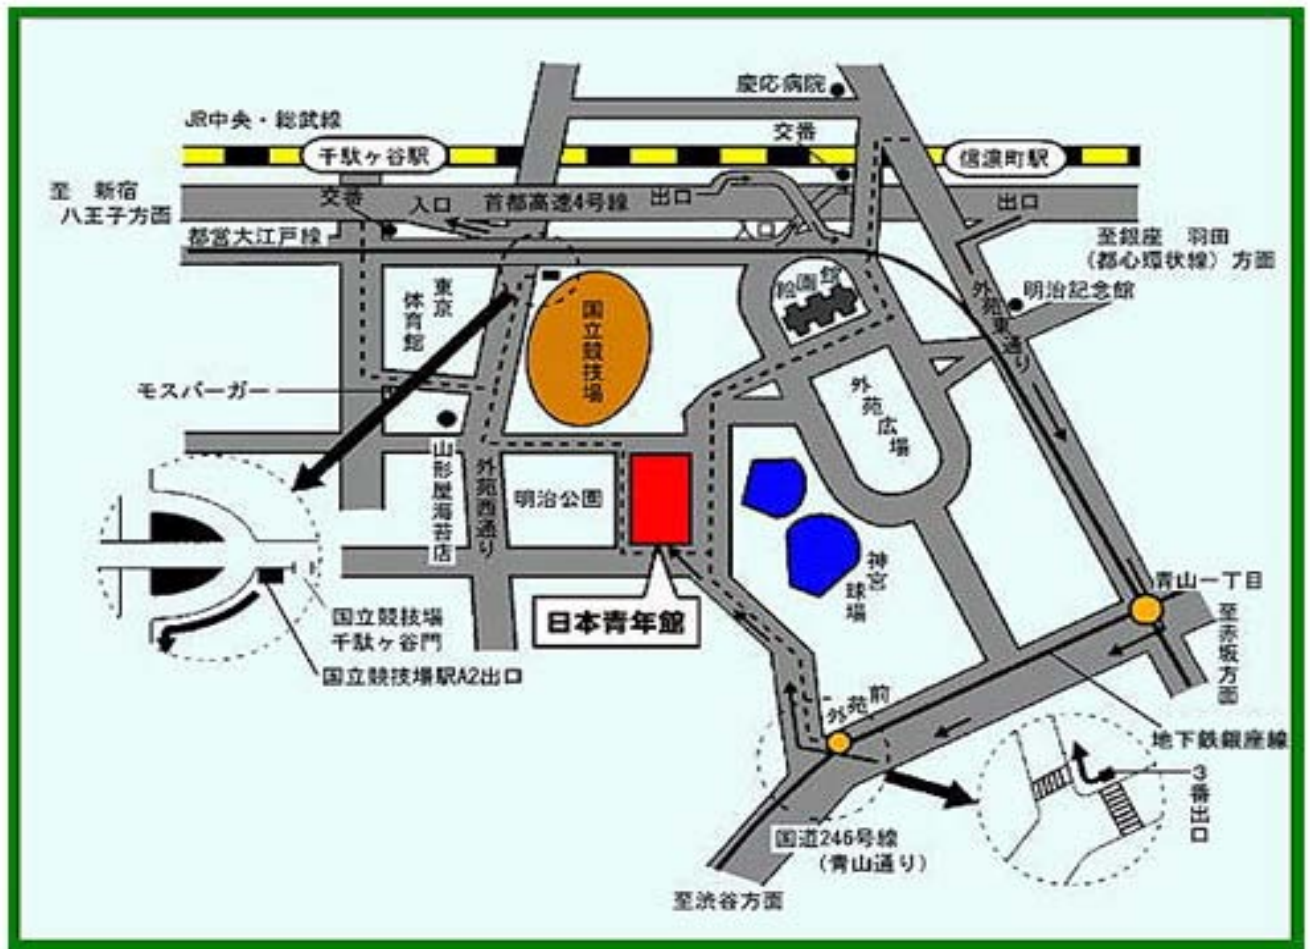 慶応病院
JR中央・総武線
交番
千駄ヶ谷駅
信濃町駅
至 新宿
八王子方面
交番
入口
首都高速4号線
出口
出口
都営大江戸線
入口
至銀座 羽田
(都心環状線)方面
絵画館
明治記念館
東京
体育館
国立競技場
外苑東通り
モスバーガー
外苑広場
山形屋海苔店
外苑西通り
明治公園
神宮
球場
青山一丁目
日本青年館
国立競技場
千駄ヶ谷門
至赤坂方面
国立競技場駅A2出口
外苑前
地下鉄銀座線
3番出口
国道246号線
(青山通り)
至渋谷方面